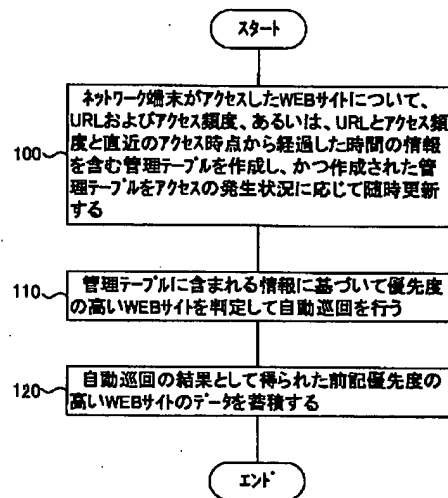 スタート
ネットワーク端末がアクセスしたWEBサイトについて、
URLおよびアクセス頻度、あるいは、URLとアクセス頻
度と直近のアクセス時点から経過した時間の情報
100
を含む管理テーブルを作成し、かつ作成された管
理テーブルをアクセスの発生状況に応じて随時更新
する
110
管理テーブルに含まれる情報に基づいて優先度
の高いWEBサイトを判定して自動巡回を行う
120
自動巡回の結果として得られた前記優先度の
高いWEBサイトのデータを蓄積する
エンド